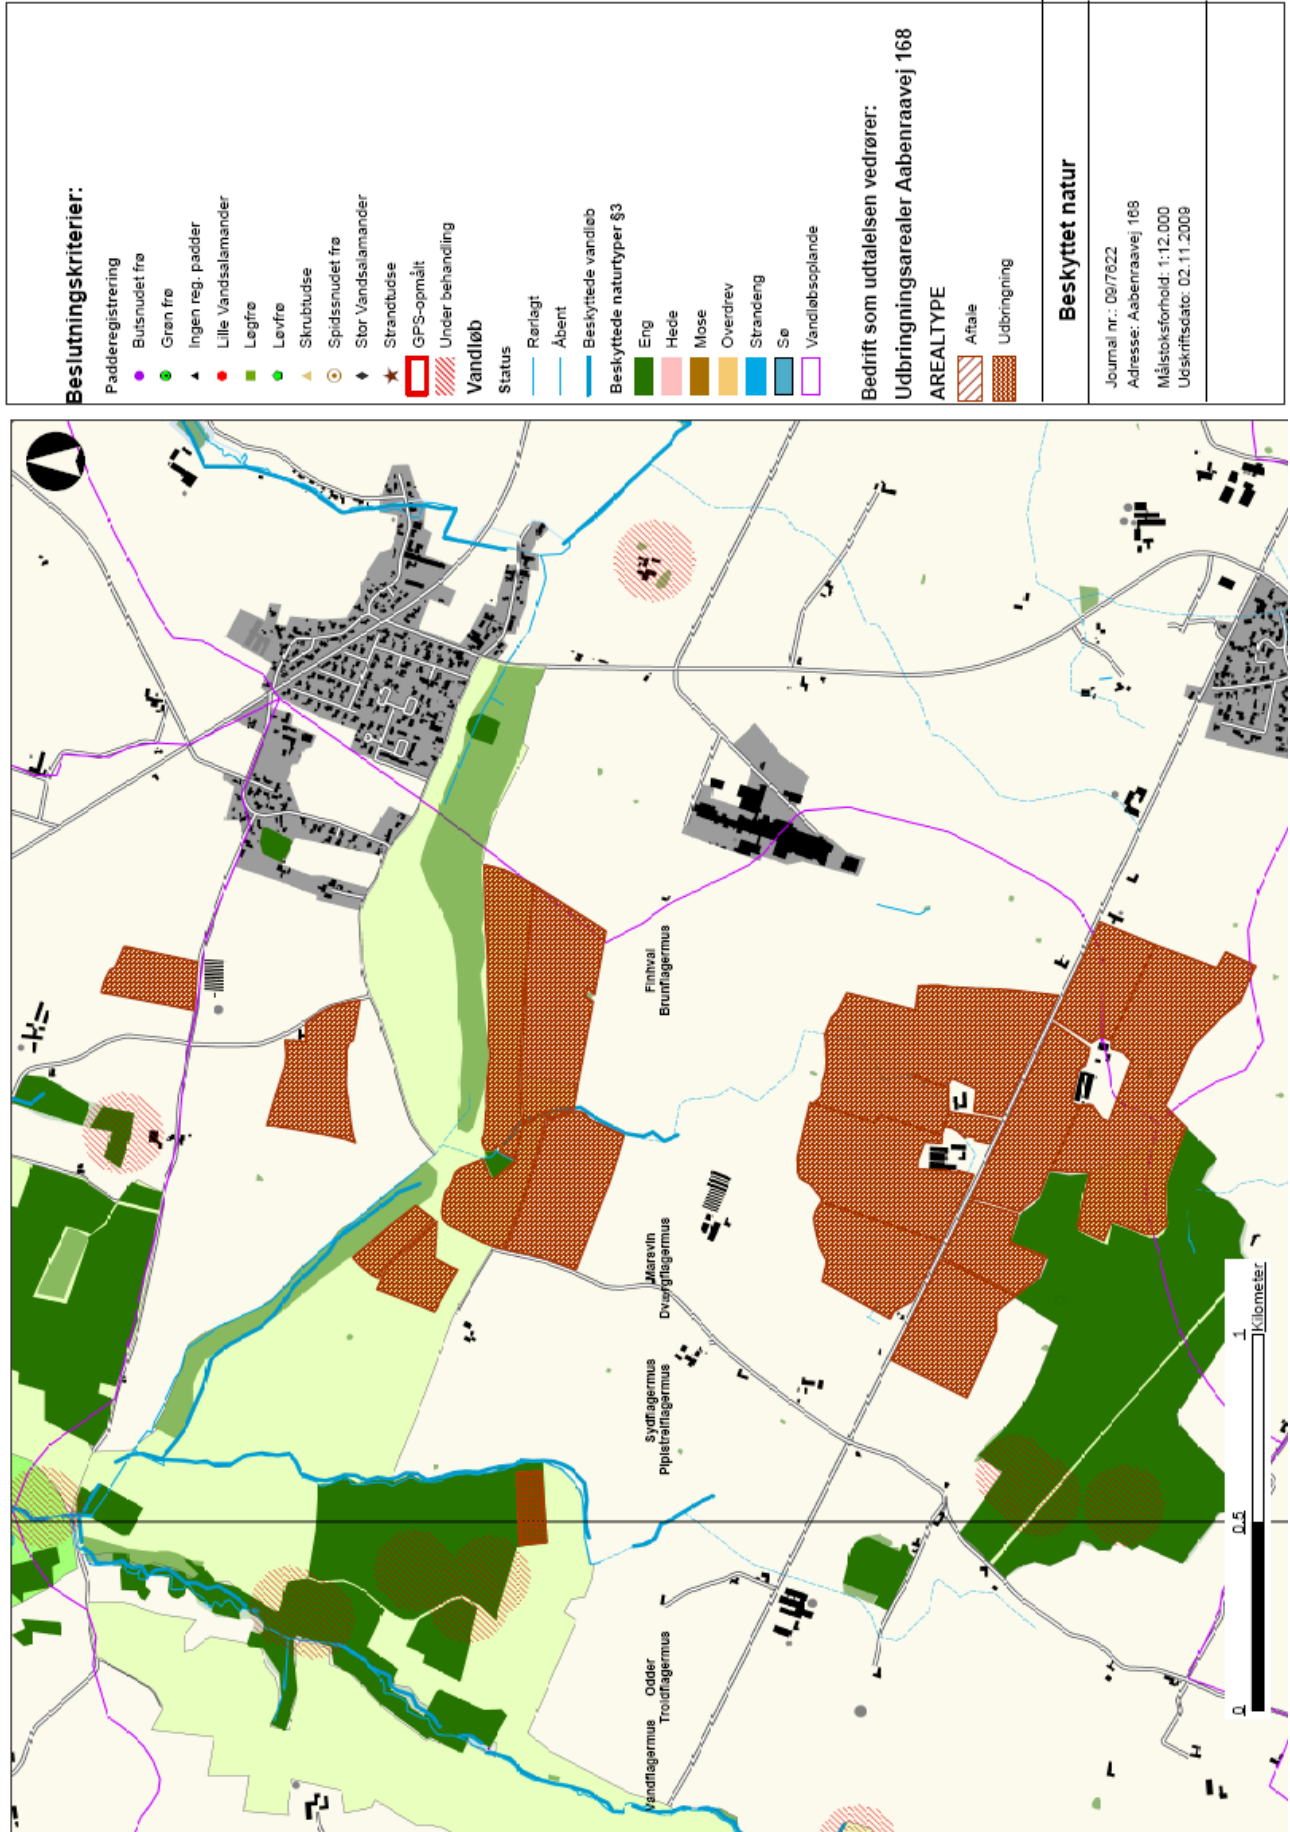 Beslutningskriterier:
Padderegistrering
Butsnudet frø
Grøn frø
Ingen reg. padder
Lille Vandsalamander
Løgfrø
Løvfrø
Skrubtudse
Spidssnudet frø
Stor Vandsalamander
Strandtudse
GPS-opmålt
Under behandling
Vandløb
Status
Rørlagt
Åbent
Beskyttede vandløb
Beskyttede naturtyper §3
Eng
Hede
Mose
Overdrev
Strandeng
Sø
Vandløbsoplande
Bedrift som udtalelsen vedrører:
Udbringningsarealer Aabenraavej 168
AREALTYPE
Aftale
Udbringning
Beskyttet natur
Journal nr.: 09/7622
Adresse: Aabenraavej 168
Målstoksforhold: 1:12.000
Udskriftsdato: 02.11.2009
Vandflagermus
Odder
Troldflagermus
Sydflagermus
Pipistrelflagermus
Marsvin
Dværgflagermus
Finhval
Brunflagermus
0
0,5
1
Kilometer